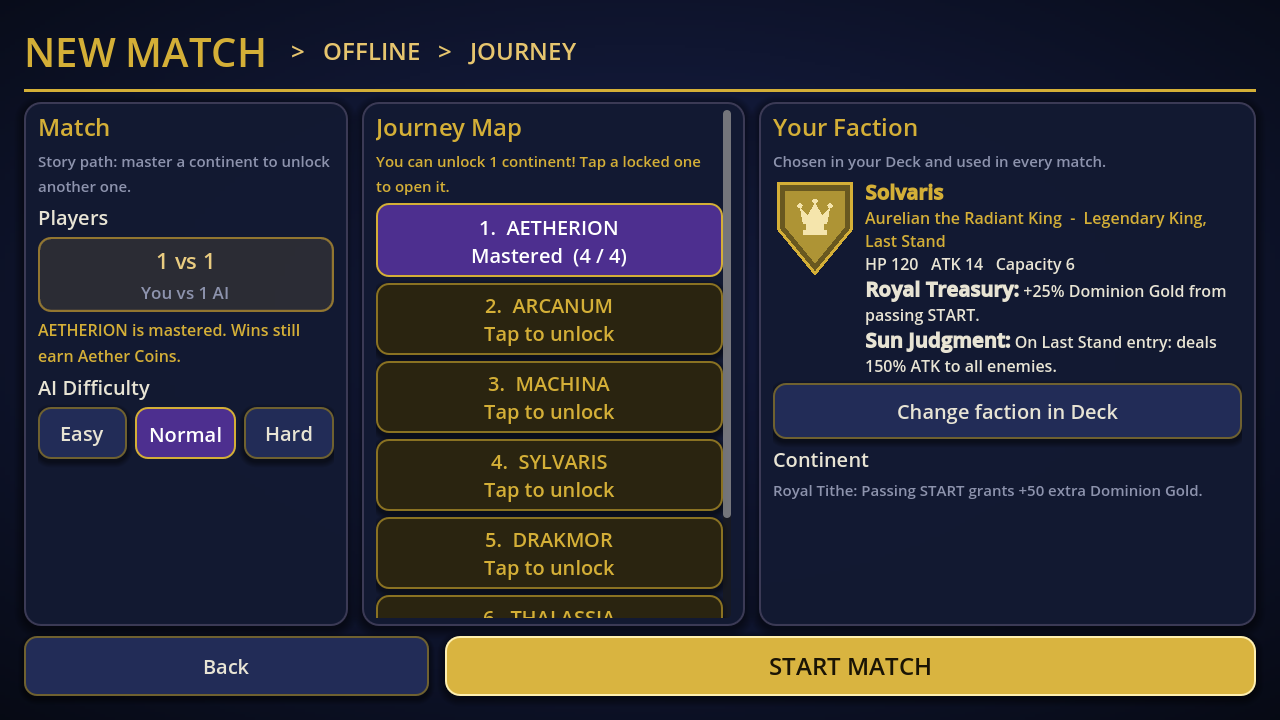 NEW MATCH > OFFLINE > JOURNEY
Match
Story path: master a continent to unlock
another one.
Players
1 vs 1
You vs 1 AI
AETHERION is mastered. Wins still
earn Aether Coins.
AI Difficulty
Easy Normal Hard
Journey Map
You can unlock 1 continent! Tap a locked one
to open it.
1. AETHERION
Mastered (4 / 4)
2. ARCANUM
Tap to unlock
3. MACHINA
Tap to unlock
4. SYLVARIS
Tap to unlock
5. DRAKMOR
Tap to unlock
6. THALASSIA
Your Faction
Chosen in your Deck and used in every match.
Solvaris
Aurelian the Radiant King - Legendary King,
Last Stand
HP 120 ATK 14 Capacity 6
Royal Treasury: +25% Dominion Gold from
passing START.
Sun Judgment: On Last Stand entry: deals
150% ATK to all enemies.
Change faction in Deck
Continent
Royal Tithe: Passing START grants +50 extra Dominion Gold.
Back
START MATCH